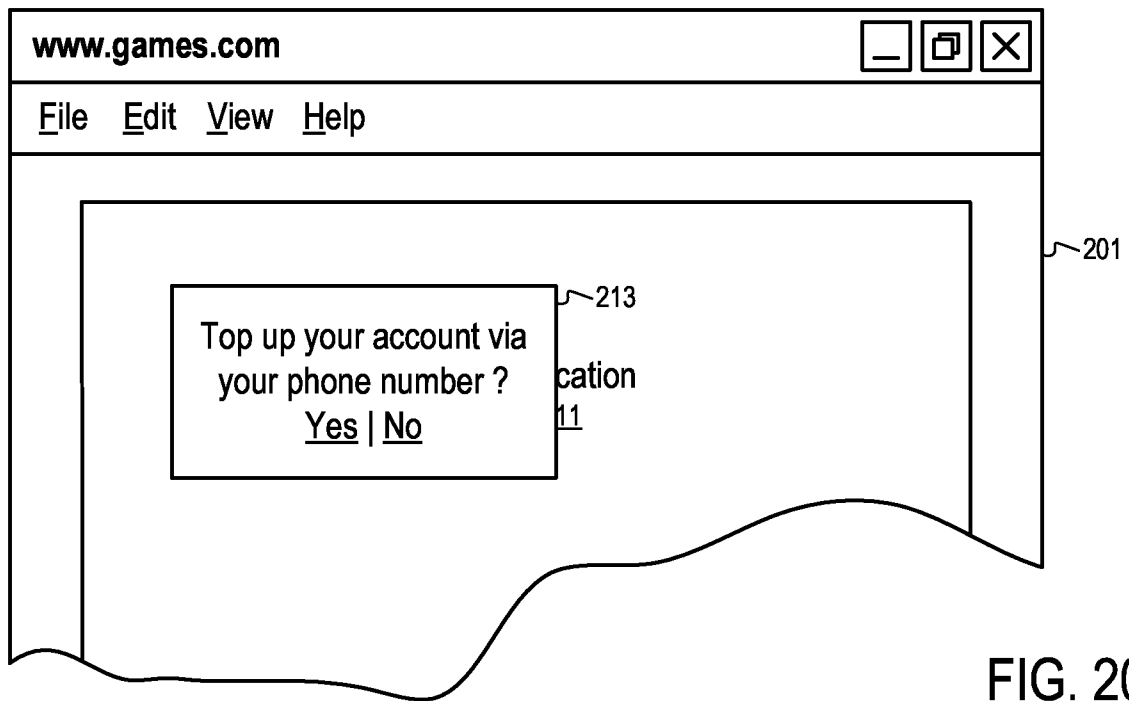 www.games.com
File Edit View Help
201
213
Top up your account via
your phone number ?
Yes | No
cation
11
FIG. 20